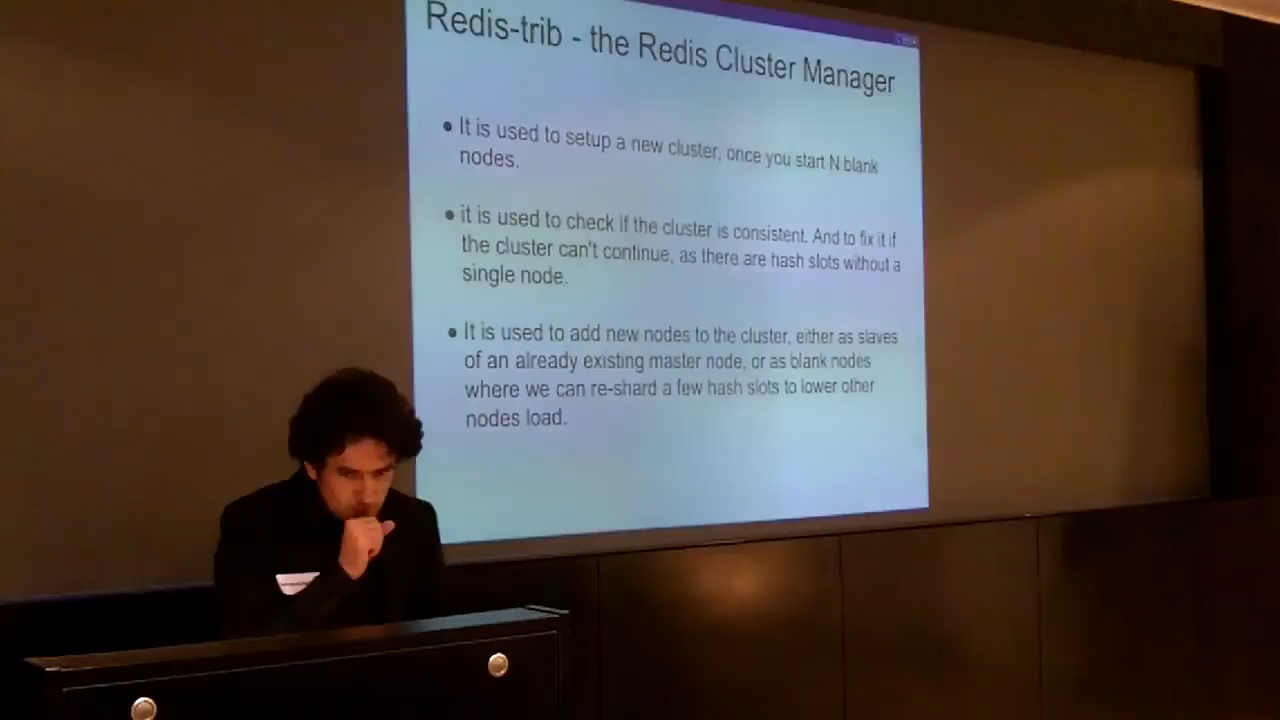 Redis-trib - the Redis Cluster Manager
● It is used to setup a new cluster, once you start N blank
nodes.
● it is used to check if the cluster is consistent. And to fix it if
the cluster can't continue, as there are hash slots without a
single node.
● It is used to add new nodes to the cluster, either as slaves
of an already existing master node, or as blank nodes
where we can re-shard a few hash slots to lower other
nodes load.